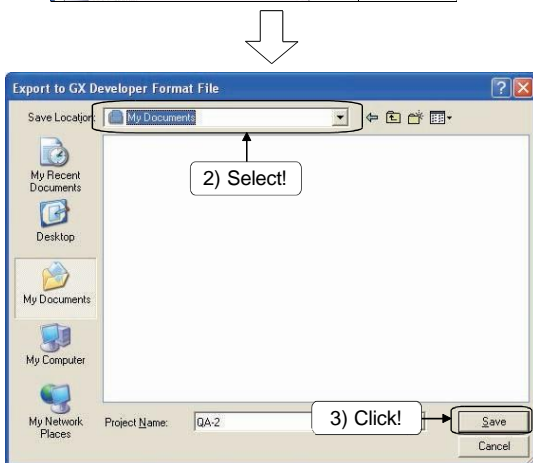 Export to GX Developer Format File
Save Location:
My Documents
2) Select!
My Recent
Documents
Desktop
My Documents
My Computer
My Network
Places
Project Name:
QA-2
3) Click!
Save
Cancel